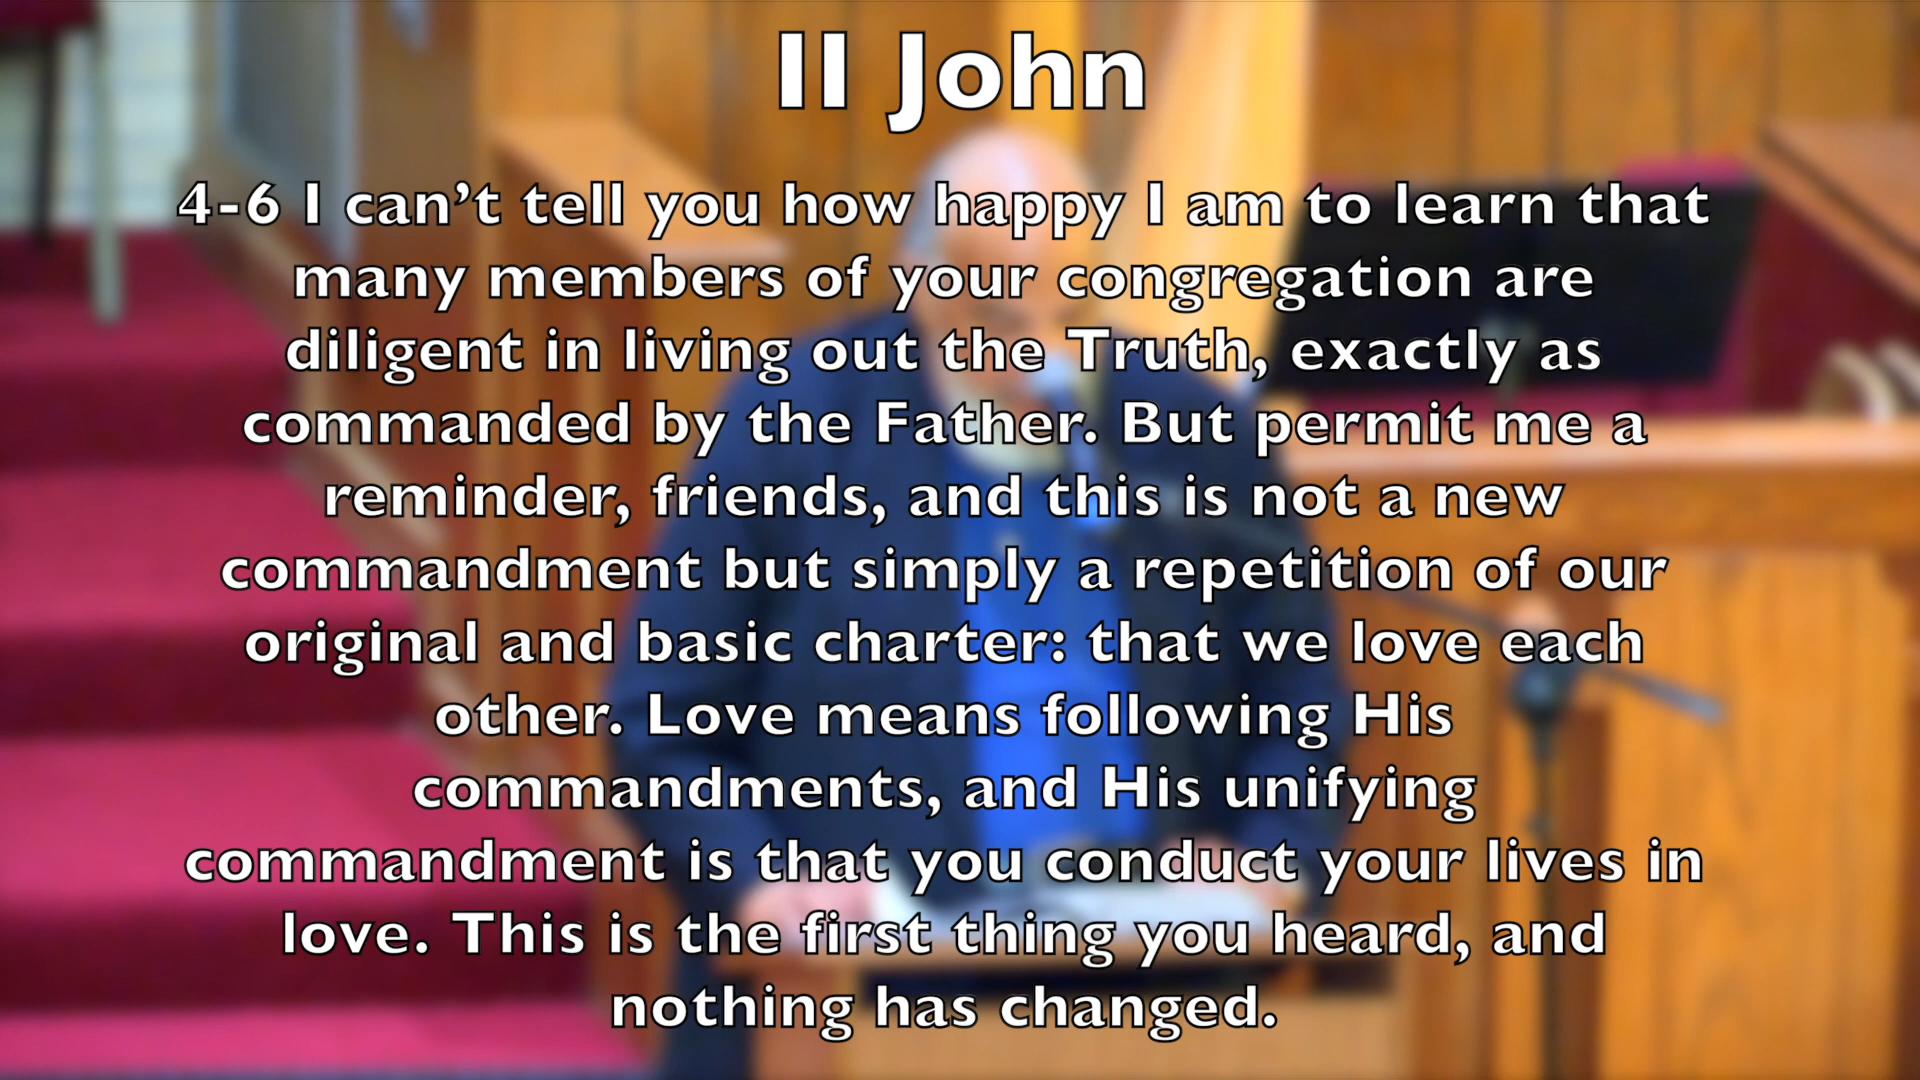 II John
4-6 I can’t tell you how happy I am to learn that
many members of your congregation are
diligent in living out the Truth, exactly as
commanded by the Father. But permit me a
reminder, friends, and this is not a new
commandment but simply a repetition of our
original and basic charter: that we love each
other. Love means following His
commandments, and His unifying
commandment is that you conduct your lives in
love. This is the first thing you heard, and
nothing has changed.